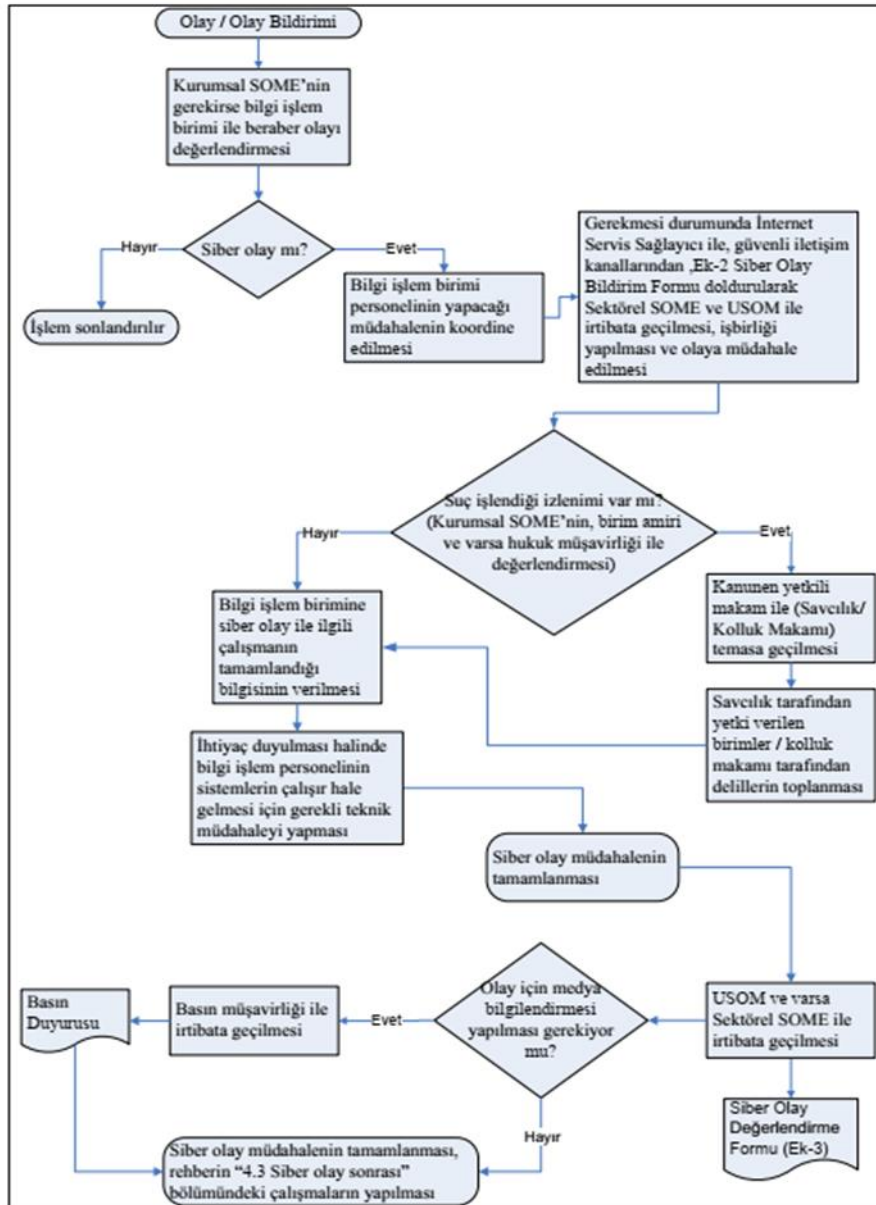 Olay / Olay Bildirimi
Kurumsal SOME’nin
gerekirse bilgi işlem
birimi ile beraber olayı
değerlendirmesi
Siber olay mı?
Hayır
Evet
İşlem sonlandırılır
Bilgi işlem birimi
personelinin yapacağı
müdahalenin koordine
edilmesi
Gerekmesi durumunda İnternet
Servis Sağlayıcı ile, güvenli iletişim
kanallarından ,Ek-2 Siber Olay
Bildirim Formu doldurularak
Sektörel SOME ve USOM ile
irtibata geçilmesi, işbirliği
yapılması ve olaya müdahale
edilmesi
Suç işlendiği izlenimi var mı?
(Kurumsal SOME’nin, birim amiri
ve varsa hukuk müşavirliği ile
değerlendirmesi)
Hayır
Evet
Bilgi işlem birimine
siber olay ile ilgili
çalışmanın
tamamlandığı
bilgisinin verilmesi
Kanunen yetkili
makam ile (Savcılık/
Kolluk Makamı)
temasa geçilmesi
Savcılık tarafından
yetki verilen
birimler / kolluk
makamı tarafından
delillerin toplanması
İhtiyaç duyulması halinde
bilgi işlem personelinin
sistemlerin çalışır hale
gelmesi için gerekli teknik
müdahaleyi yapması
Siber olay müdahalenin
tamamlanması
USOM ve varsa
Sektörel SOME ile
irtibata geçilmesi
Siber Olay
Değerlendirme
Formu (Ek-3)
Olay için medya
bilgilendirmesi
yapılması gerekiyor
mu?
Evet
Hayır
Basın müşavirliği ile
irtibata geçilmesi
Basın
Duyurusu
Siber olay müdahalenin tamamlanması,
rehberin “4.3 Siber olay sonrası”
bölümündeki çalışmaların yapılması